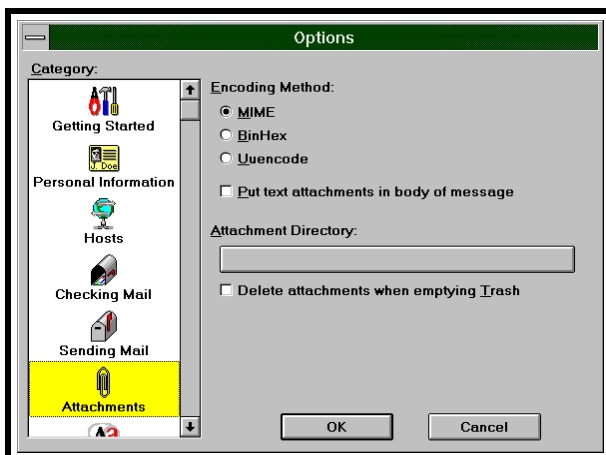 Options
Category:
Getting Started
J. Doe
Personal Information
Hosts
Checking Mail
Sending Mail
Attachments
Aa
Encoding Method:
MIME
BinHex
Uuencode
Put text attachments in body of message
Attachment Directory:
Delete attachments when emptying Trash
OK
Cancel